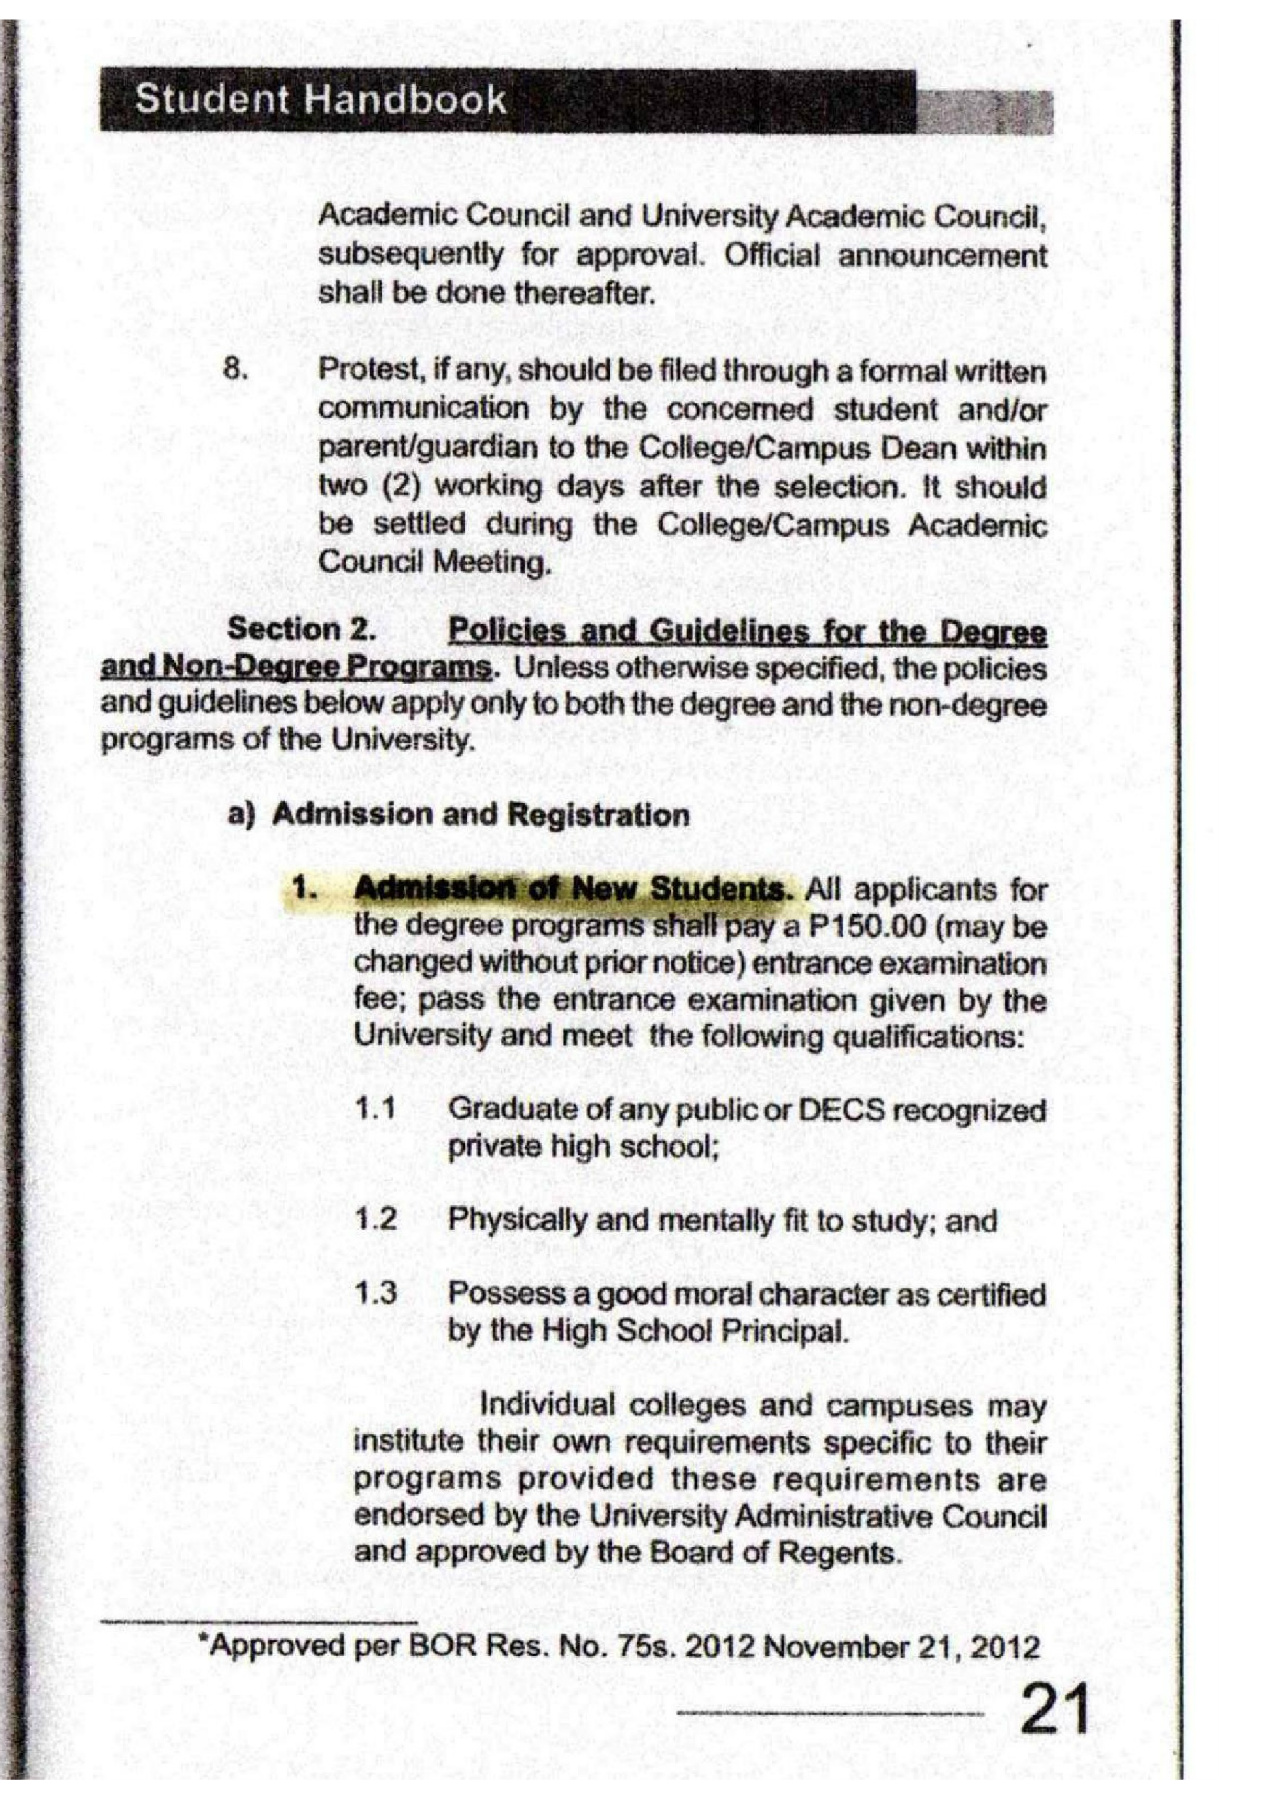 Student Handbook
Academic Council and University Academic Council,
subsequently for approval. Official announcement
shall be done thereafter.
8. Protest, if any, should be filed through a formal written
communication by the concerned student and/or
parent/guardian to the College/Campus Dean within
two (2) working days after the selection. It should
be settled during the College/Campus Academic
Council Meeting.
Section 2. Policies and Guidelines for the Degree
and Non-Degree Programs. Unless otherwise specified, the policies
and guidelines below apply only to both the degree and the non-degree
programs of the University.
a) Admission and Registration
1. Admission of New Students. All applicants for
the degree programs shall pay a P150.00 (may be
changed without prior notice) entrance examination
fee; pass the entrance examination given by the
University and meet the following qualifications:
1.1 Graduate of any public or DECS recognized
private high school;
1.2 Physically and mentally fit to study; and
1.3 Possess a good moral character as certified
by the High School Principal.
Individual colleges and campuses may
institute their own requirements specific to their
programs provided these requirements are
endorsed by the University Administrative Council
and approved by the Board of Regents.
*Approved per BOR Res. No. 75s. 2012 November 21, 2012
21